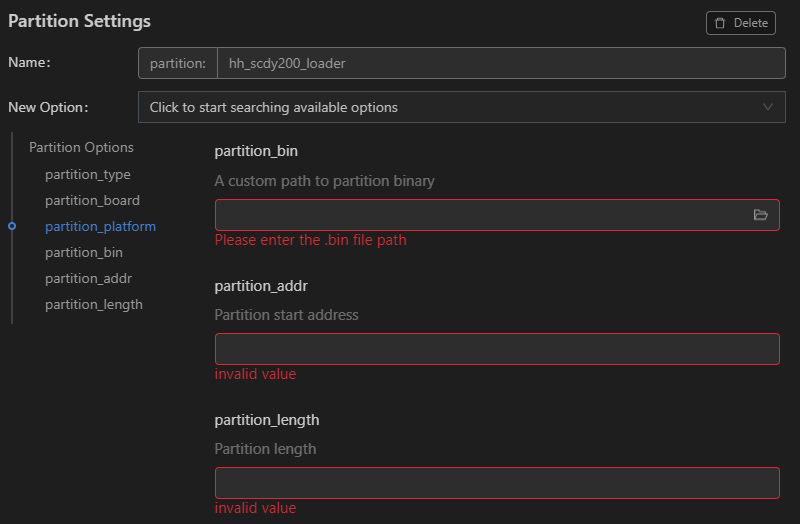 Partition Settings
Delete
Name:
partition:
hh_scdy200_loader
New Option:
Click to start searching available options
Partition Options
partition_type
partition_board
partition_platform
partition_bin
partition_addr
partition_length
partition_bin
A custom path to partition binary
Please enter the .bin file path
partition_addr
Partition start address
invalid value
partition_length
Partition length
invalid value